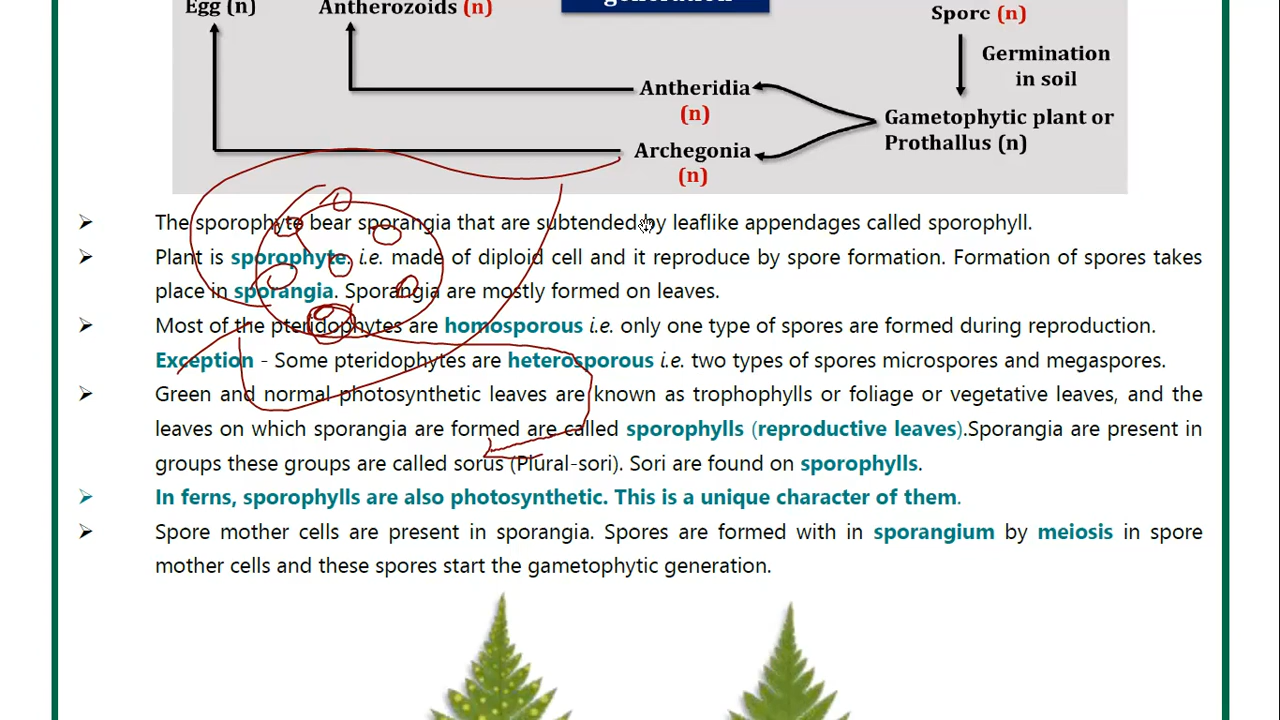 Egg (n) Antherozoids (n) generation Spore (n)
Germination
in soil
Antheridia
(n)
Gametophytic plant or
Prothallus (n)
Archegonia
(n)
➢ The sporophyte bear sporangia that are subtended by leaflike appendages called sporophyll.
➢ Plant is sporophyte. i.e. made of diploid cell and it reproduce by spore formation. Formation of spores takes
place in sporangia. Sporangia are mostly formed on leaves.
➢ Most of the pteridophytes are homosporous i.e. only one type of spores are formed during reproduction.
Exception - Some pteridophytes are heterosporous i.e. two types of spores microspores and megaspores.
➢ Green and normal photosynthetic leaves are known as trophophylls or foliage or vegetative leaves, and the
leaves on which sporangia are formed are called sporophylls (reproductive leaves).Sporangia are present in
groups these groups are called sorus (Plural-sori). Sori are found on sporophylls.
➢ In ferns, sporophylls are also photosynthetic. This is a unique character of them.
➢ Spore mother cells are present in sporangia. Spores are formed with in sporangium by meiosis in spore
mother cells and these spores start the gametophytic generation.